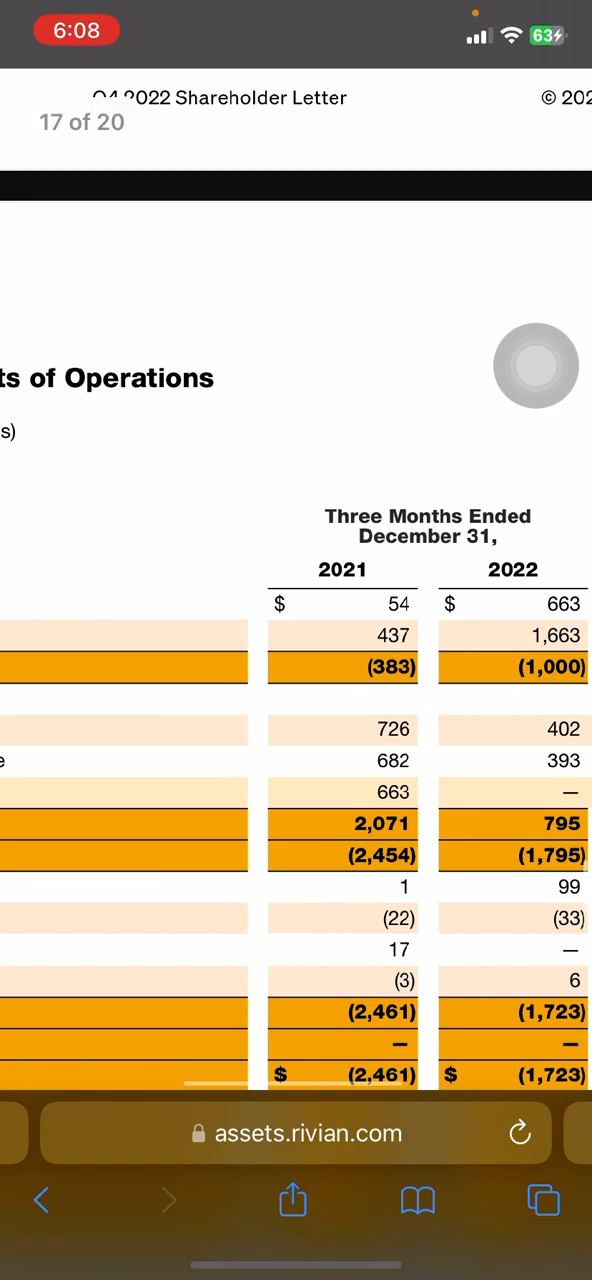 6:08
63
Q4 2022 Shareholder Letter © 202
17 of 20
ts of Operations
s)
Three Months Ended
December 31,
2021 2022
$ 54 $ 663
437 1,663
(383) (1,000)
726 402
e 682 393
663 —
2,071 795
(2,454) (1,795)
1 99
(22) (33)
17 —
(3) 6
(2,461) (1,723)
— —
$ (2,461) $ (1,723)
assets.rivian.com